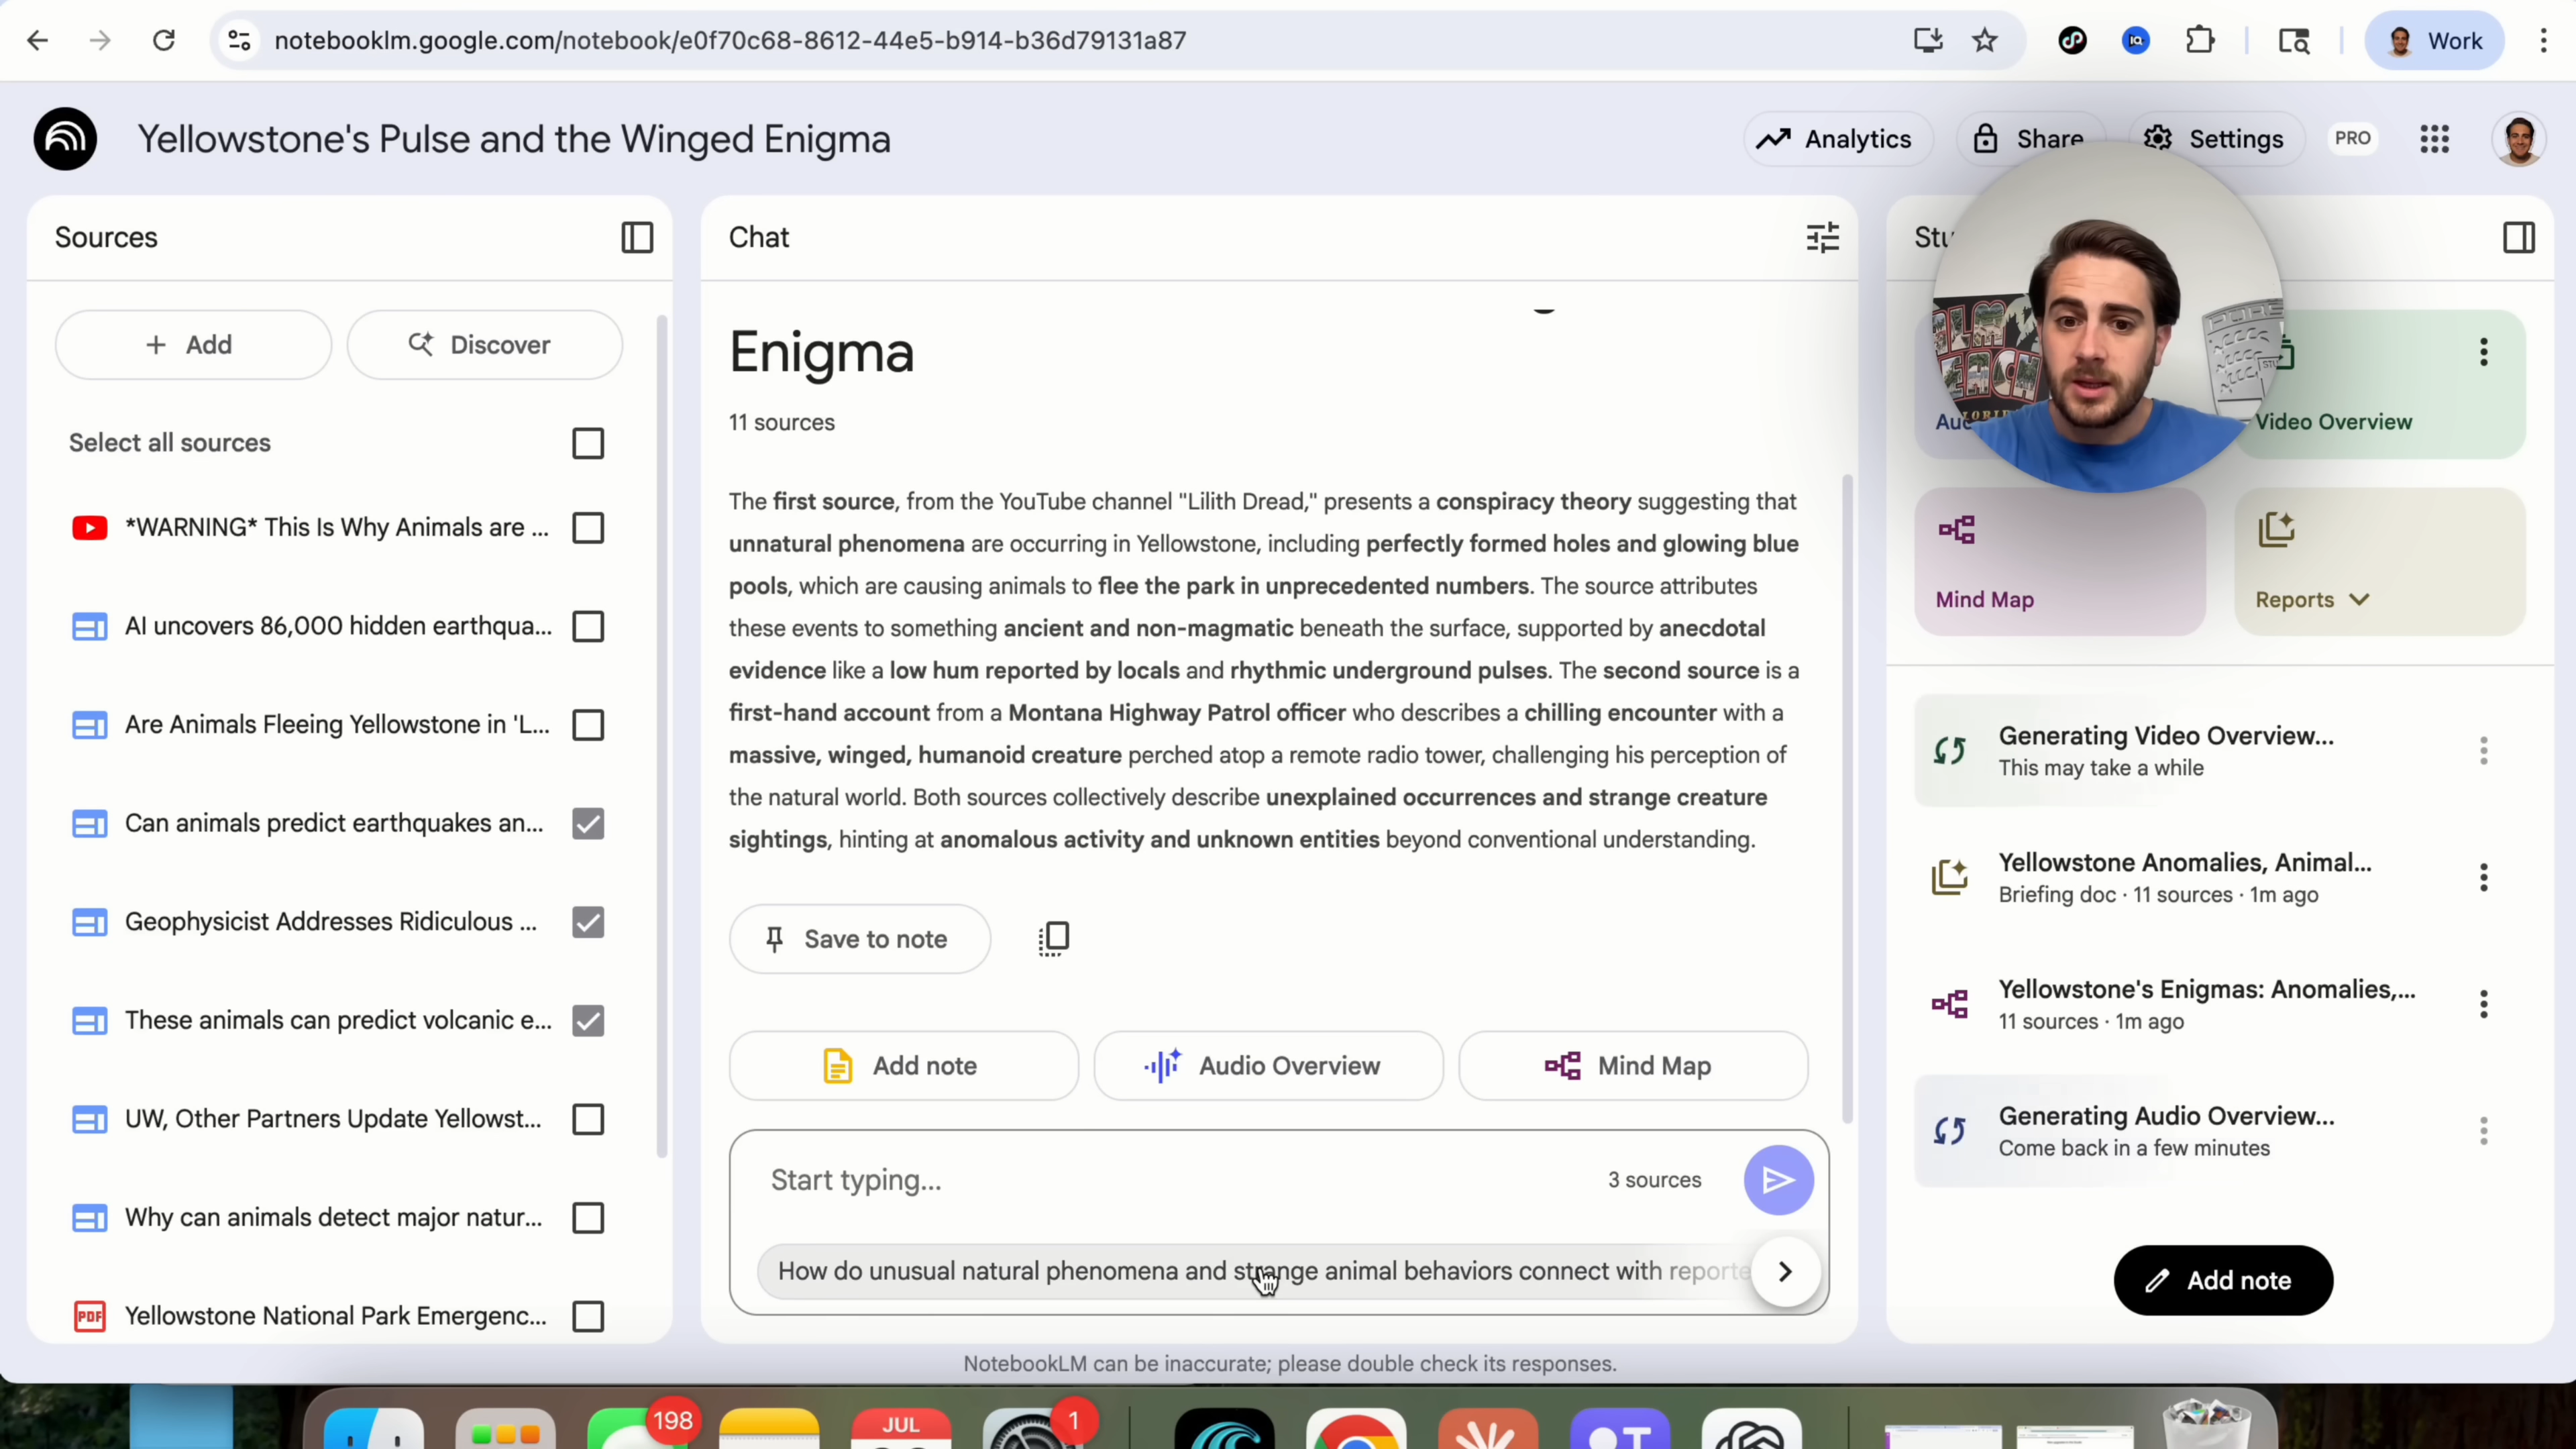 notebooklm.google.com/notebook/e0f70c68-8612-44e5-b914-b36d79131a87
Work
Yellowstone's Pulse and the Winged Enigma
Analytics
Share
Settings
PRO
Sources
Add
Discover
Select all sources
*WARNING* This Is Why Animals are ...
AI uncovers 86,000 hidden earthqua...
Are Animals Fleeing Yellowstone in 'L...
Can animals predict earthquakes an...
Geophysicist Addresses Ridiculous ...
These animals can predict volcanic e...
UW, Other Partners Update Yellowst...
Why can animals detect major natur...
PDF
Yellowstone National Park Emergenc...
Chat
Enigma
11 sources
The first source, from the YouTube channel "Lilith Dread," presents a conspiracy theory suggesting that
unnatural phenomena are occurring in Yellowstone, including perfectly formed holes and glowing blue
pools, which are causing animals to flee the park in unprecedented numbers. The source attributes
these events to something ancient and non-magmatic beneath the surface, supported by anecdotal
evidence like a low hum reported by locals and rhythmic underground pulses. The second source is a
first-hand account from a Montana Highway Patrol officer who describes a chilling encounter with a
massive, winged, humanoid creature perched atop a remote radio tower, challenging his perception of
the natural world. Both sources collectively describe unexplained occurrences and strange creature
sightings, hinting at anomalous activity and unknown entities beyond conventional understanding.
Save to note
Add note
Audio Overview
Mind Map
Start typing...
3 sources
How do unusual natural phenomena and strange animal behaviors connect with reporte
NotebookLM can be inaccurate; please double check its responses.
Video Overview
Mind Map
Reports
Generating Video Overview...
This may take a while
Yellowstone Anomalies, Animal...
Briefing doc · 11 sources · 1m ago
Yellowstone's Enigmas: Anomalies,...
11 sources · 1m ago
Generating Audio Overview...
Come back in a few minutes
Add note
198
JUL
1